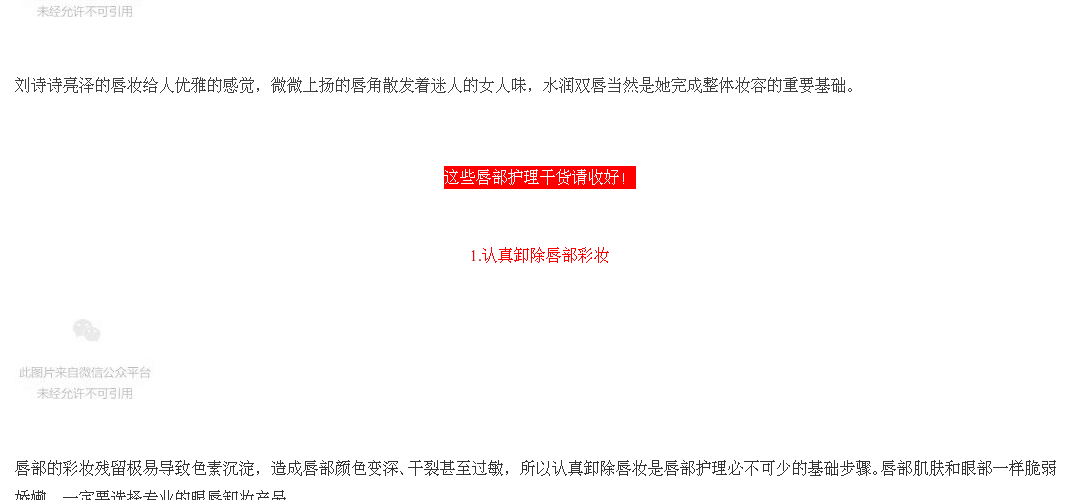 未经允许不可引用
刘诗诗亮泽的唇妆给人优雅的感觉，微微上扬的唇角散发着迷人的女人味，水润双唇当然是她完成整体妆容的重要基础。
这些唇部护理干货请收好！
1.认真卸除唇部彩妆
此图片来自微信公众平台
未经允许不可引用
唇部的彩妆残留极易导致色素沉淀，造成唇部颜色变深、干裂甚至过敏，所以认真卸除唇妆是唇部护理必不可少的基础步骤。唇部肌肤和眼部一样脆弱
娇嫩，一定要选择专业的眼唇卸妆产品